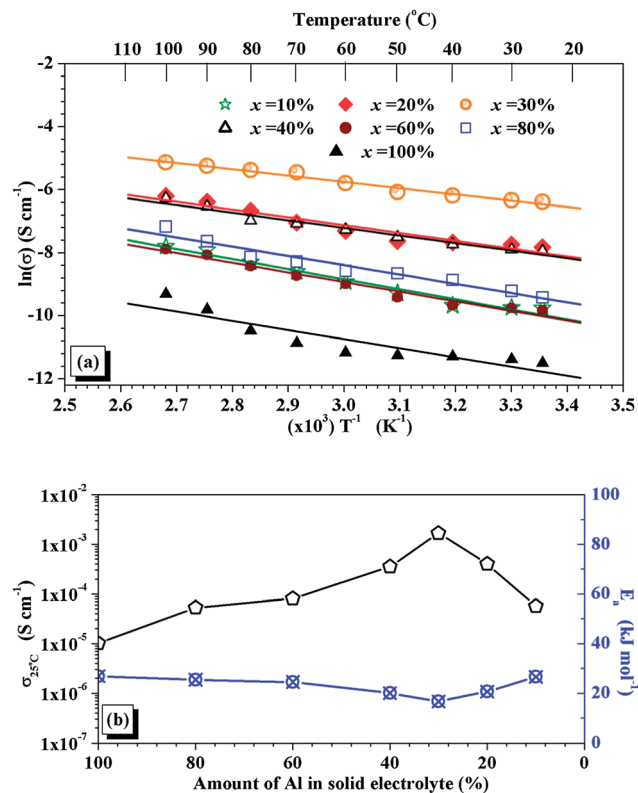 Temperature (°C)
110 100 90 80 70 60 50 40 30 20
-2
-4
-6
-8
-10
-12
ln(σ) (S cm⁻¹)
x =10% x =20% x =30%
x =40% x =60% x =80%
x =100%
(a)
2.5 2.6 2.7 2.8 2.9 3.0 3.1 3.2 3.3 3.4 3.5
(x10³) T⁻¹ (K⁻¹)
1x10⁻²
1x10⁻³
1x10⁻⁴
1x10⁻⁵
1x10⁻⁶
1x10⁻⁷
σ25°C (S cm⁻¹)
100
80
60
40
20
0
Ea (kJ mol⁻¹)
(b)
100 80 60 40 20 0
Amount of Al in solid electrolyte (%)